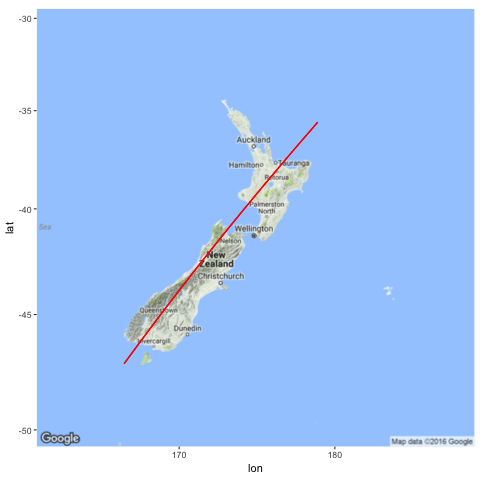 -30
-35
-40
-45
-50
lat
Auckland
Hamilton
Tauranga
Rotorua
Palmerston
North
Sea
Wellington
Nelson
New
Zealand
Christchurch
Queenstown
Dunedin
Invercargill
Google
Map data ©2016 Google
170
180
lon